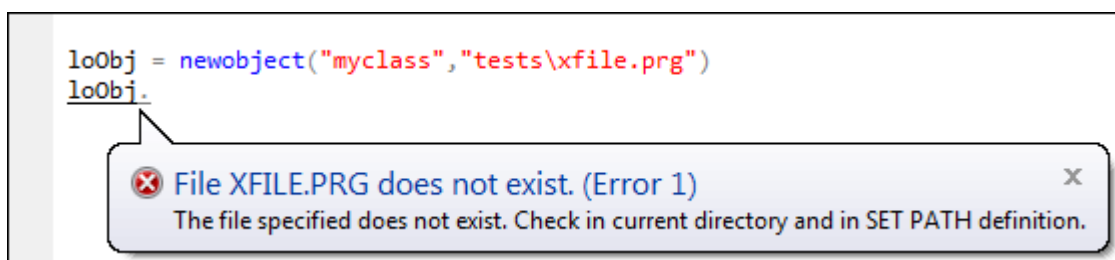 loObj = newobject("myclass","tests\xfile.prg")
loObj.
File XFILE.PRG does not exist. (Error 1)
The file specified does not exist. Check in current directory and in SET PATH definition.